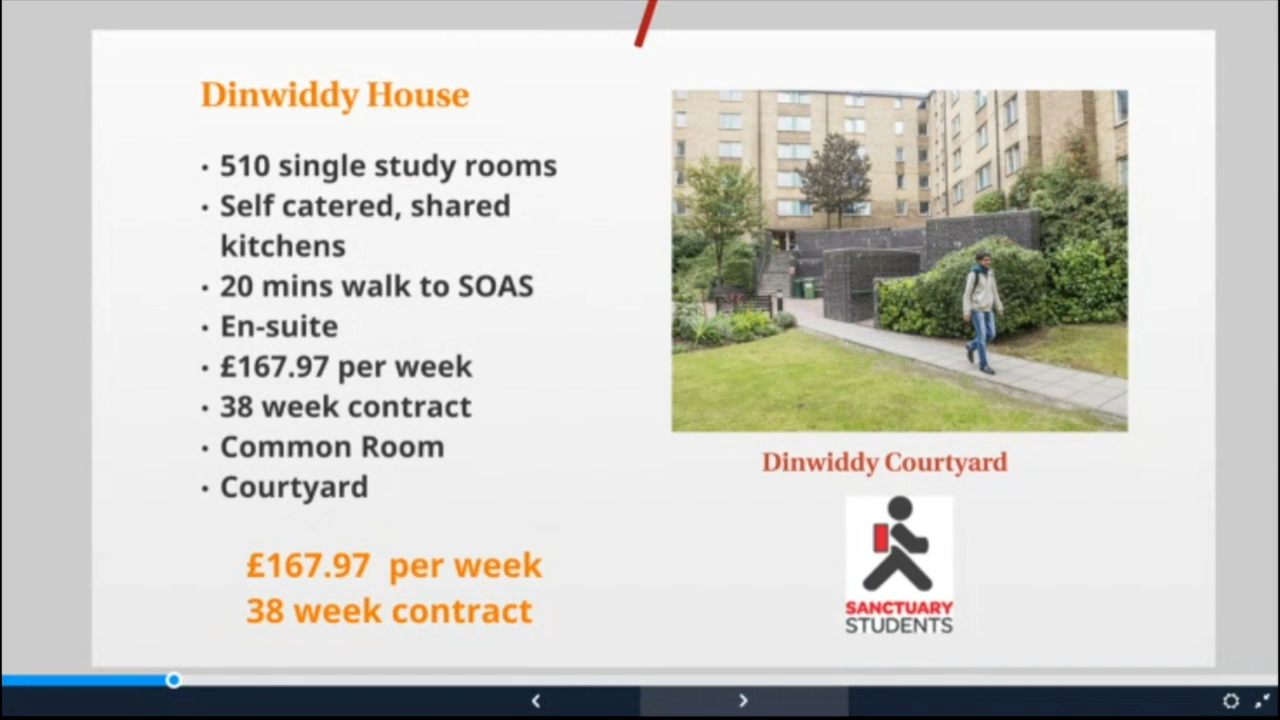 Dinwiddy House
· 510 single study rooms
· Self catered, shared
kitchens
· 20 mins walk to SOAS
· En-suite
· £167.97 per week
· 38 week contract
· Common Room
· Courtyard
£167.97 per week
38 week contract
Dinwiddy Courtyard
SANCTUARY
STUDENTS